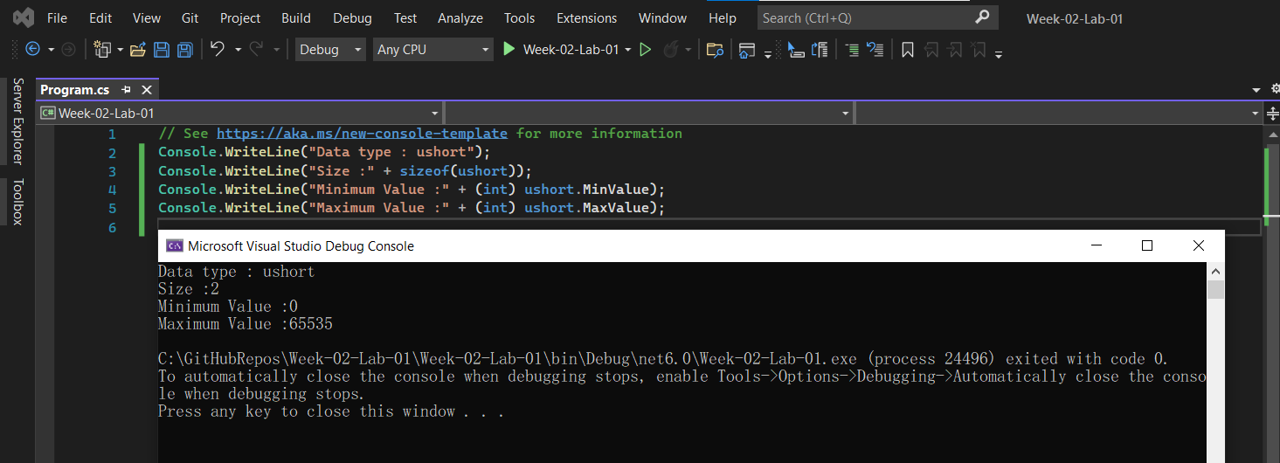 File Edit View Git Project Build Debug Test Analyze Tools Extensions Window Help Search (Ctrl+Q) Week-02-Lab-01
Debug Any CPU Week-02-Lab-01
Server Explorer
Toolbox
Program.cs
C# Week-02-Lab-01
1 // See https://aka.ms/new-console-template for more information
2 Console.WriteLine("Data type : ushort");
3 Console.WriteLine("Size :" + sizeof(ushort));
4 Console.WriteLine("Minimum Value :" + (int) ushort.MinValue);
5 Console.WriteLine("Maximum Value :" + (int) ushort.MaxValue);
6
C:\ Microsoft Visual Studio Debug Console
Data type : ushort
Size :2
Minimum Value :0
Maximum Value :65535
C:\GitHubRepos\Week-02-Lab-01\Week-02-Lab-01\bin\Debug\net6.0\Week-02-Lab-01.exe (process 24496) exited with code 0.
To automatically close the console when debugging stops, enable Tools->Options->Debugging->Automatically close the conso
le when debugging stops.
Press any key to close this window . . .